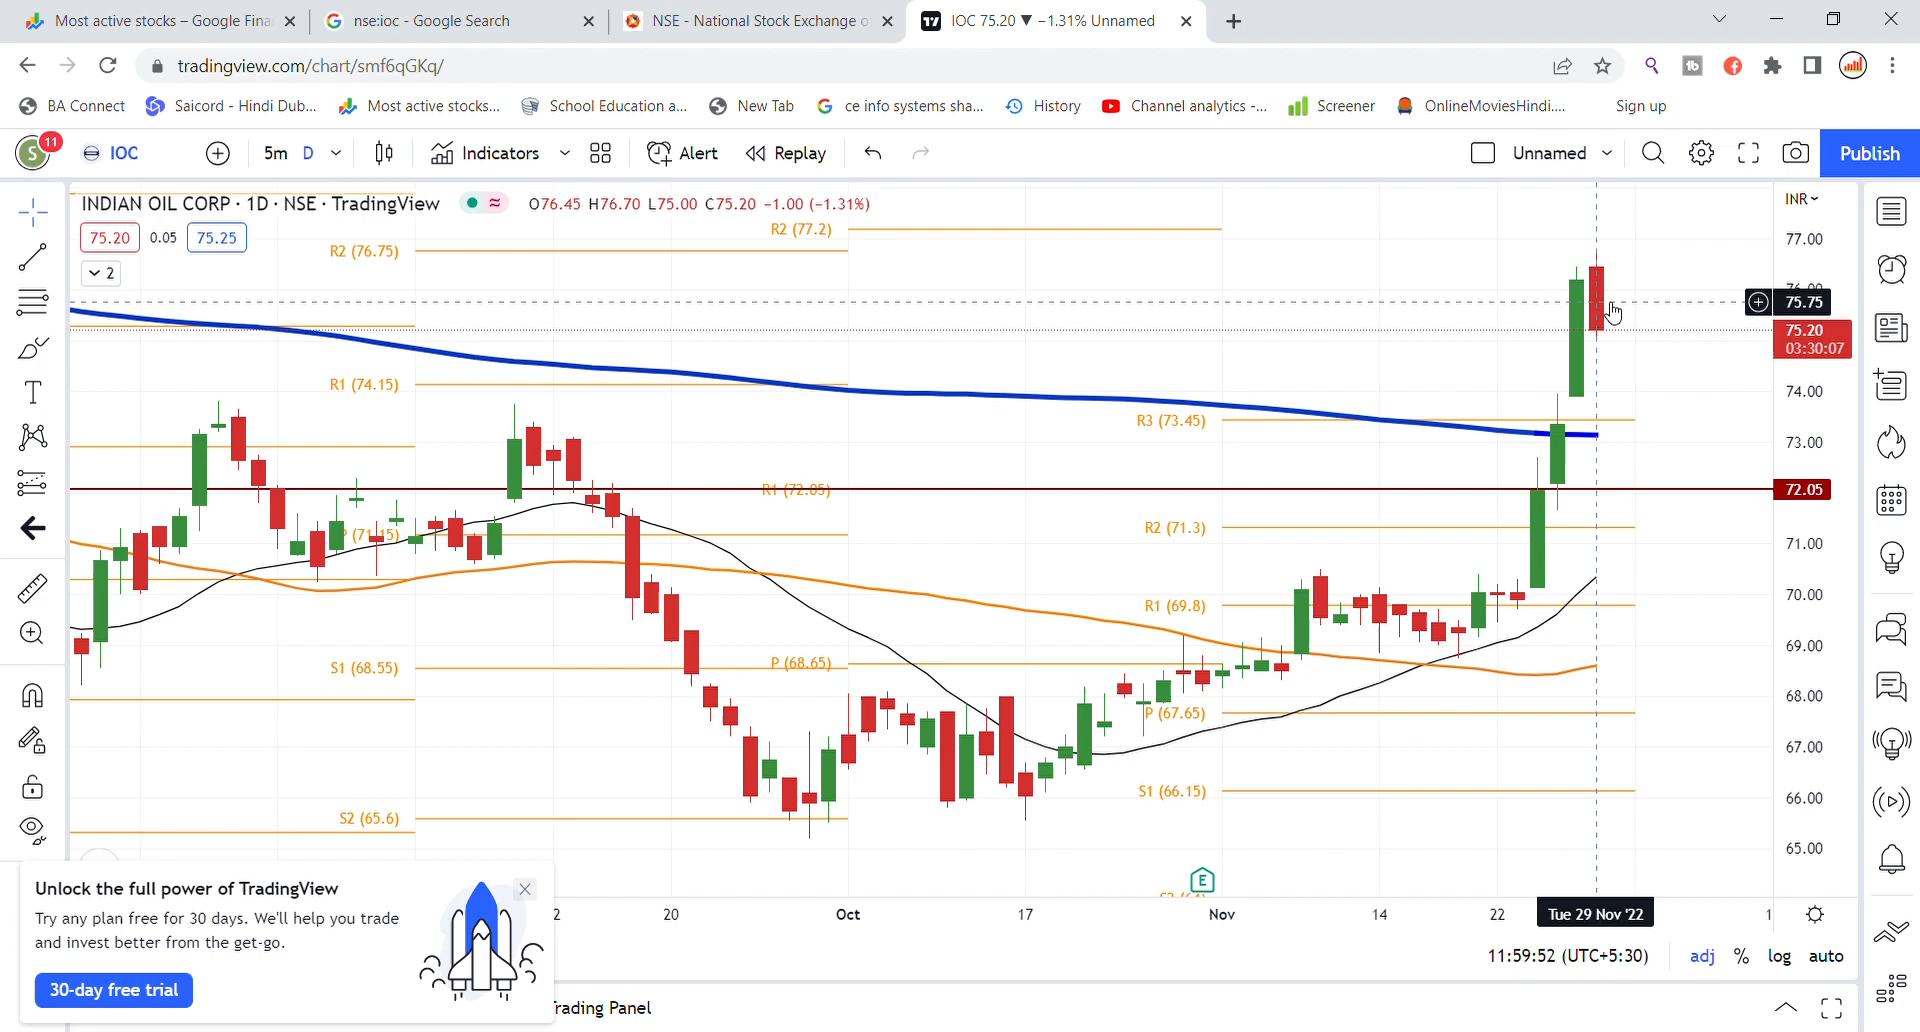 Most active stocks – Google Fina
nse:ioc - Google Search
NSE - National Stock Exchange o
IOC 75.20 ▼ −1.31% Unnamed
tradingview.com/chart/smf6qGKq/
BA Connect
Saicord - Hindi Dub...
Most active stocks...
School Education a...
New Tab
ce info systems sha...
History
Channel analytics -...
Screener
OnlineMoviesHindi....
Sign up
S
11
IOC
5m
D
Indicators
Alert
Replay
Unnamed
Publish
INDIAN OIL CORP · 1D · NSE · TradingView
O76.45 H76.70 L75.00 C75.20 −1.00 (−1.31%)
INR
75.20
0.05
75.25
2
R2 (77.2)
R2 (76.75)
R1 (74.15)
R3 (73.45)
R1 (72.05)
P (71.15)
R2 (71.3)
R1 (69.8)
S1 (68.55)
P (68.65)
P (67.65)
S1 (66.15)
S2 (65.6)
77.00
76.00
75.75
75.20
03:30:07
74.00
73.00
72.05
71.00
70.00
69.00
68.00
67.00
66.00
65.00
E
2
20
Oct
17
Nov
14
22
Tue 29 Nov '22
1
Unlock the full power of TradingView
Try any plan free for 30 days. We'll help you trade
and invest better from the get-go.
30-day free trial
11:59:52 (UTC+5:30)
adj
%
log
auto
rading Panel